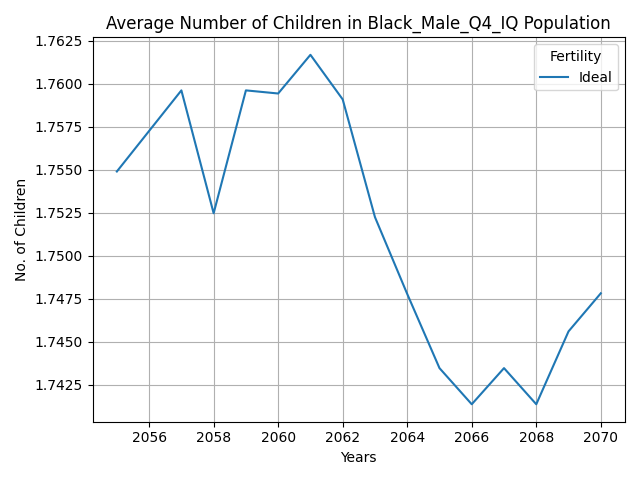 Average Number of Children in Black_Male_Q4_IQ Population
1.7625
1.7600
1.7575
1.7550
1.7525
1.7500
1.7475
1.7450
1.7425
No. of Children
Fertility
Ideal
2056 2058 2060 2062 2064 2066 2068 2070
Years